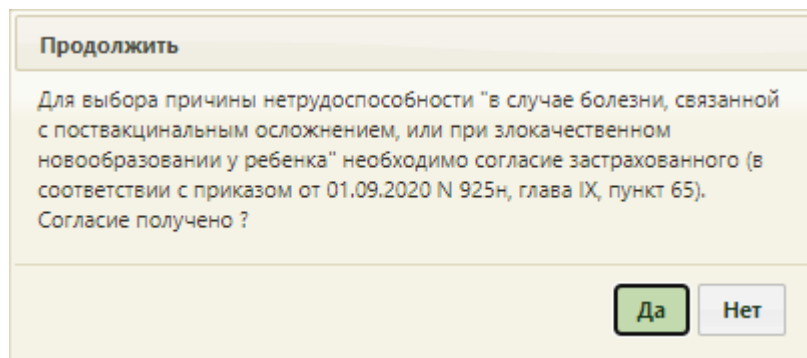 Продолжить
Для выбора причины нетрудоспособности "в случае болезни, связанной
с поствакцинальным осложнением, или при злокачественном
новообразовании у ребенка" необходимо согласие застрахованного (в
соответствии с приказом от 01.09.2020 N 925н, глава IX, пункт 65).
Согласие получено ?
Да Нет